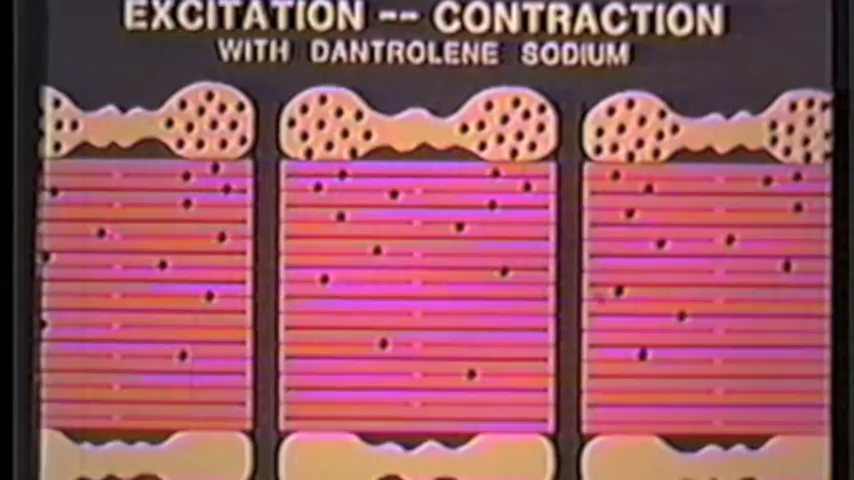 EXCITATION -- CONTRACTION
WITH DANTROLENE SODIUM